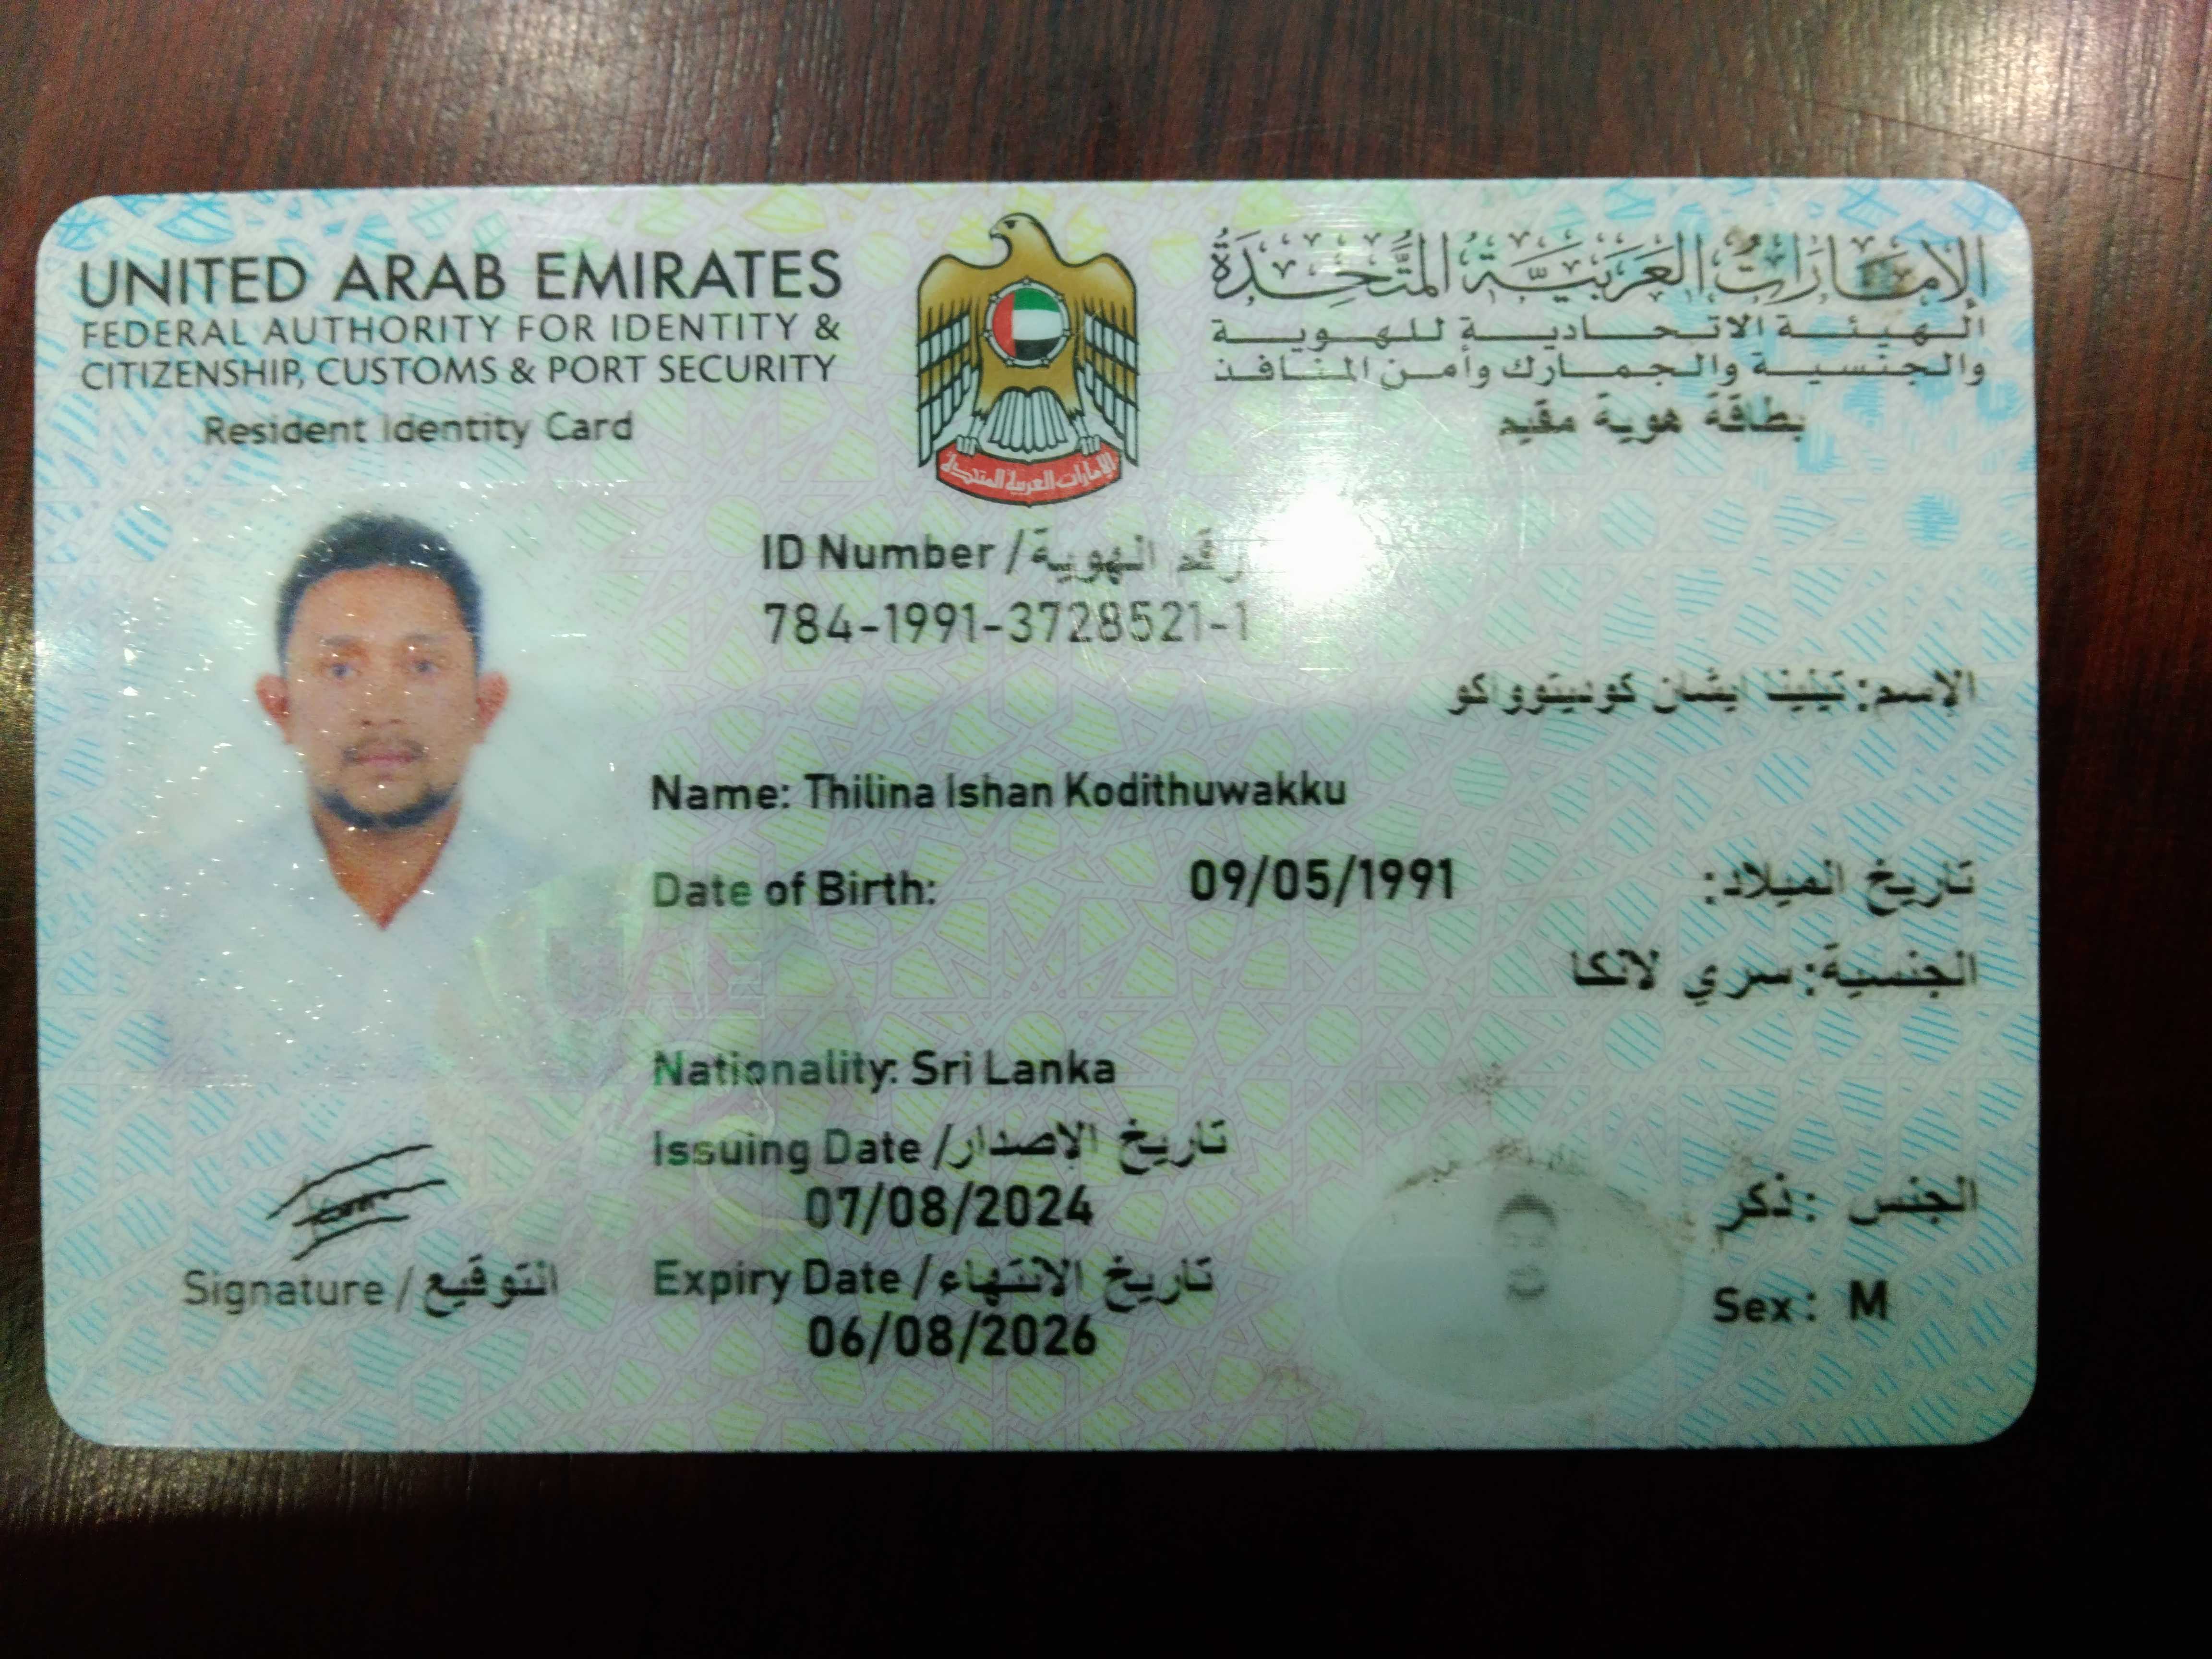 UNITED ARAB EMIRATES
FEDERAL AUTHORITY FOR IDENTITY &
CITIZENSHIP, CUSTOMS & PORT SECURITY
Resident Identity Card
الإمارات العربية المتحدة
الهيئة الاتحادية للهوية
والجنسية والجمارك وأمن المنافذ
بطاقة هوية مقيم
الإمارات العربية المتحدة
ID Number / رقم الهوية
784-1991-3728521-1
الإسم: تيلينا ايشان كوديتوواكو
Name: Thilina Ishan Kodithuwakku
Date of Birth: 09/05/1991 تاريخ الميلاد:
الجنسية: سري لانكا
UAE
Nationality: Sri Lanka
Issuing Date / تاريخ الإصدار
07/08/2024
الجنس : ذكر
Signature / التوقيع
Expiry Date / تاريخ الانتهاء
06/08/2026
Sex: M